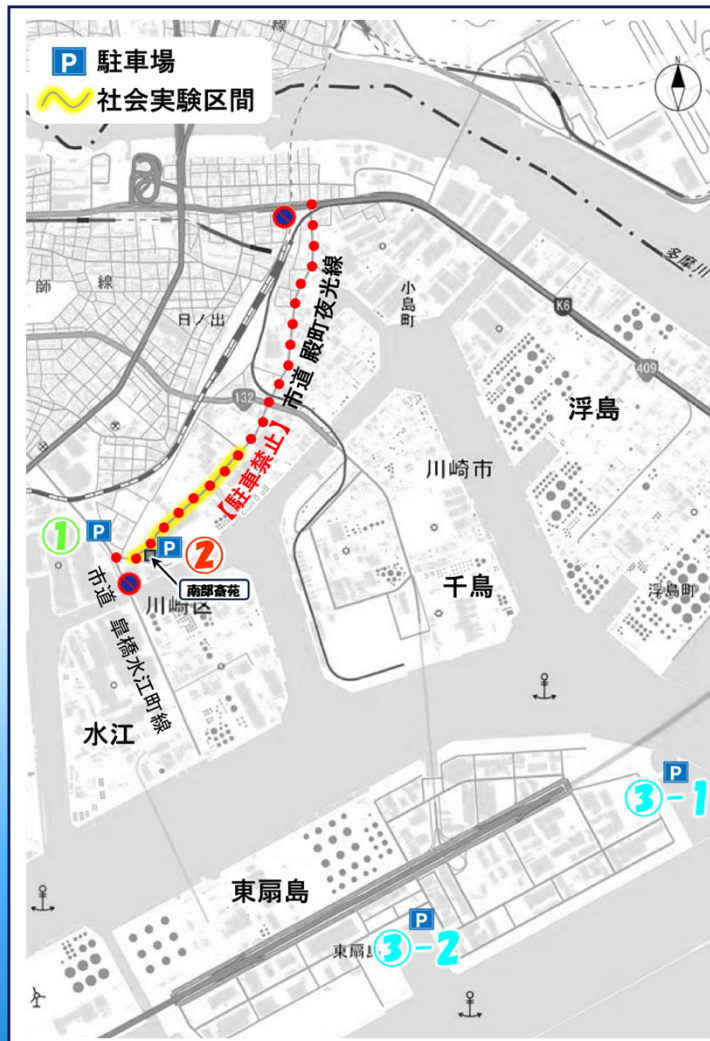 P 駐車場
社会実験区間
N
線
多摩川
師線
日ノ出
小島町
K6
409
132
市道 殿町夜光線
浮島
【駐車禁止】
川崎市
① P
P ②
南部斎苑
千鳥
浮島町
川崎区
市道 皐橋水江町線
水江
P
③-1
東扇島
P
東扇島
③-2